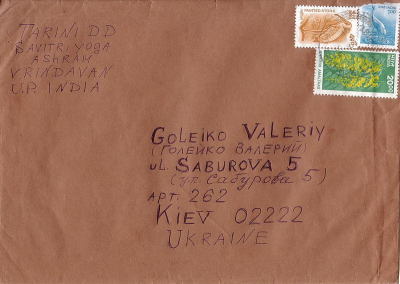 TARINI D D
SAVITRI YOGA
ASHRAM
VRINDAVAN
U.P. INDIA
GOLEIKO VALERIY
(ГОЛЕЙКО ВАЛЕРИЙ)
UL. SABUROVA 5
(ул. Сабурова 5)
APT. 262
KIEV 02222
UKRAINE